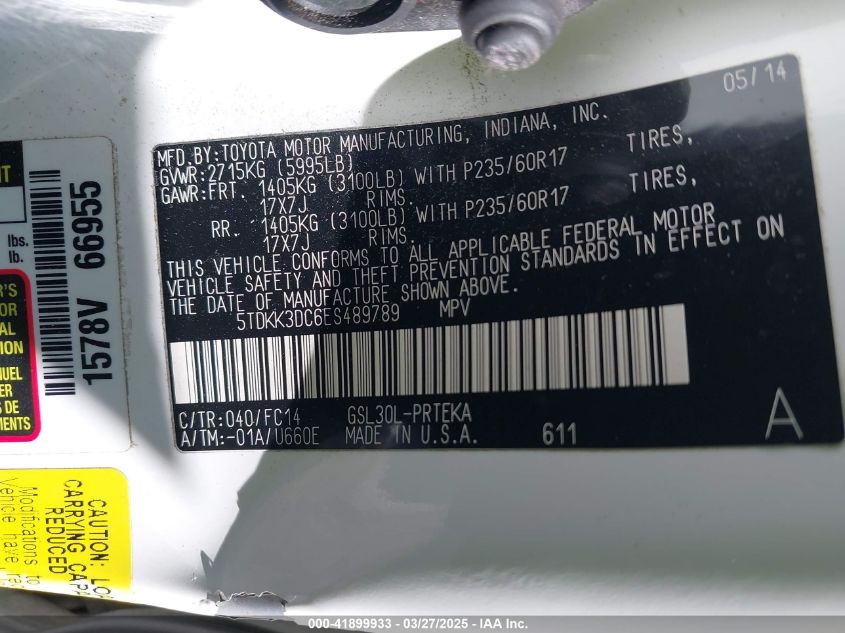 05/14
MFD.BY:TOYOTA MOTOR MANUFACTURING, INDIANA, INC.
GVWR:2715KG (5995LB)
GAWR:FRT. 1405KG (3100LB) WITH P235/60R17 TIRES,
17X7J RIMS.
RR. 1405KG (3100LB) WITH P235/60R17 TIRES,
17X7J RIMS.
THIS VEHICLE CONFORMS TO ALL APPLICABLE FEDERAL MOTOR
VEHICLE SAFETY AND THEFT PREVENTION STANDARDS IN EFFECT ON
THE DATE OF MANUFACTURE SHOWN ABOVE.
5TDKK3DC6ES489789 MPV
C/TR:040/FC14 GSL30L-PRTEKA
A/TM:-01A/U660E MADE IN U.S.A. 611
A
lbs.
lb.
1578V 66955
CAUTION:
CARRYING
REDUCED
Modifications to
vehicle have
000-41899933 - 03/27/2025 - IAA Inc.